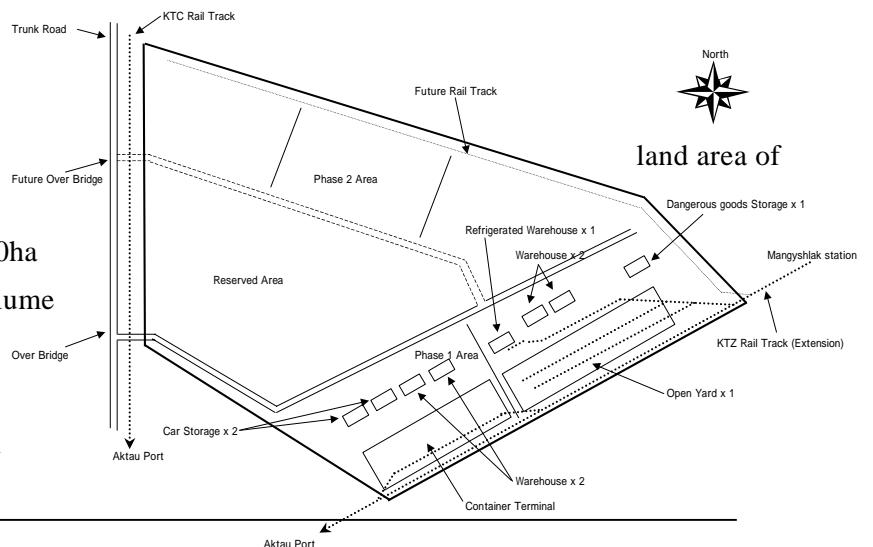 KTC Rail Track
Trunk Road
North
Future Rail Track
land area of
Future Over Bridge
Phase 2 Area
Dangerous goods Storage x 1
Refrigerated Warehouse x 1
Warehouse x 2
Mangyshlak station
0ha
Reserved Area
lume
Over Bridge
KTZ Rail Track (Extension)
Phase 1 Area
Open Yard x 1
Car Storage x 2
Aktau Port
Warehouse x 2
Container Terminal
Aktau Port